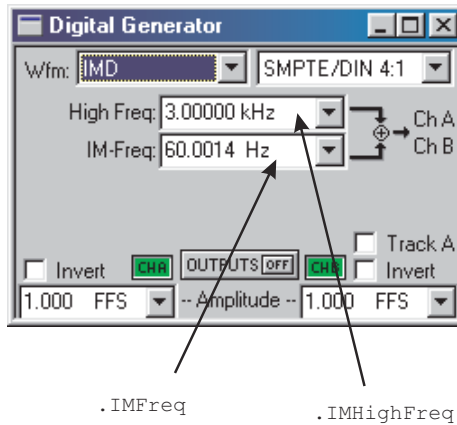 Digital Generator
Wfm: IMD SMPTE/DIN 4:1
High Freq: 3.00000 kHz
IM-Freq: 60.0014 Hz
Ch A
Ch B
Track A
Invert CHA OUTPUTS OFF CHB Invert
1.000 FFS -- Amplitude -- 1.000 FFS
.IMFreq
.IMHighFreq